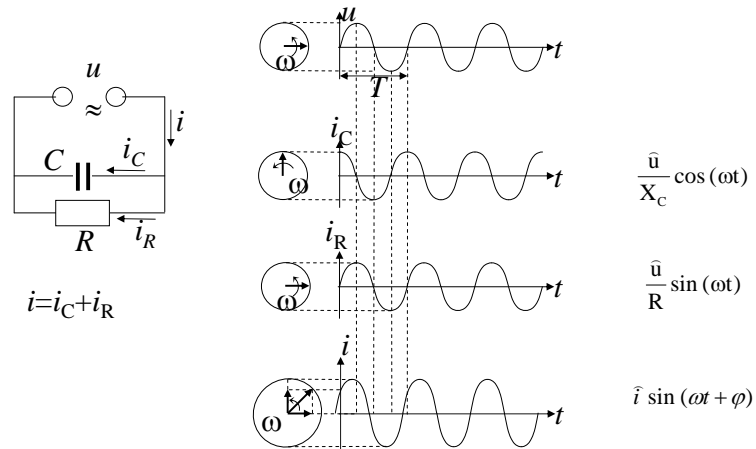 u
≈
i
C
i_C
i_R
R
i=i_C+i_R
u
ω
t
T
i_C
ω
t
û/X_C cos (ωt)
i_R
ω
t
û/R sin (ωt)
i
ω
t
î sin (ωt + φ)